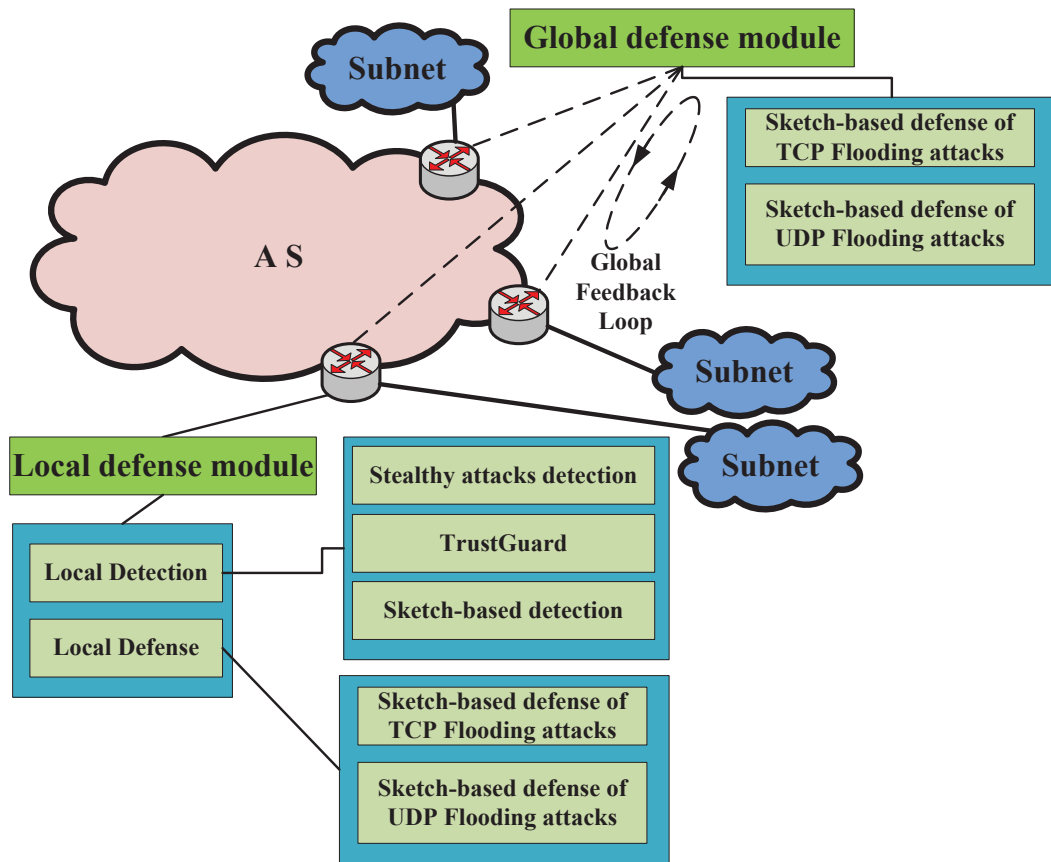 Global defense module
Subnet
Sketch-based defense of
TCP Flooding attacks
Sketch-based defense of
UDP Flooding attacks
A S
Global
Feedback
Loop
Subnet
Subnet
Local defense module
Stealthy attacks detection
TrustGuard
Sketch-based detection
Local Detection
Local Defense
Sketch-based defense of
TCP Flooding attacks
Sketch-based defense of
UDP Flooding attacks